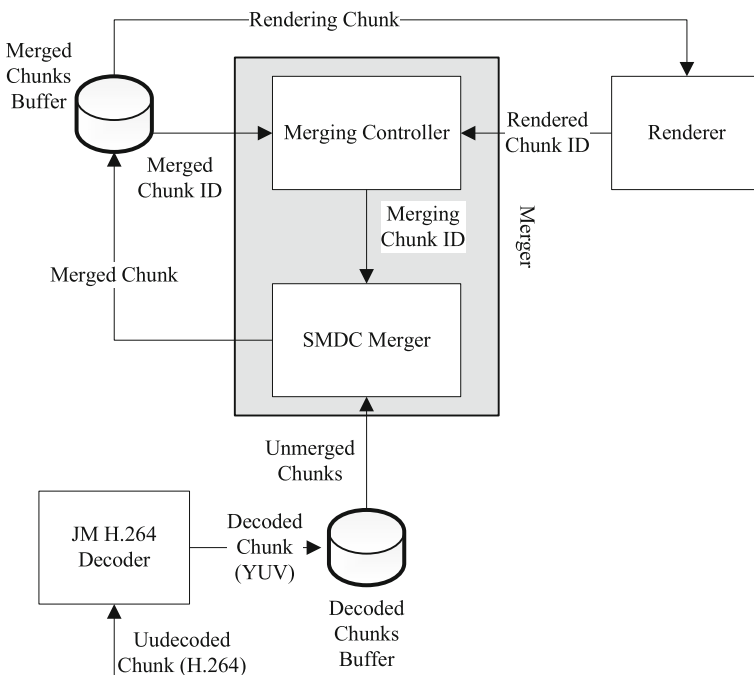 Rendering Chunk
Merged
Chunks
Buffer
Merging Controller
Rendered
Chunk ID
Renderer
Merged
Chunk ID
Merging
Chunk ID
Merger
Merged Chunk
SMDC Merger
Unmerged
Chunks
JM H.264
Decoder
Decoded
Chunk
(YUV)
Decoded
Chunks
Buffer
Uudecoded
Chunk (H.264)